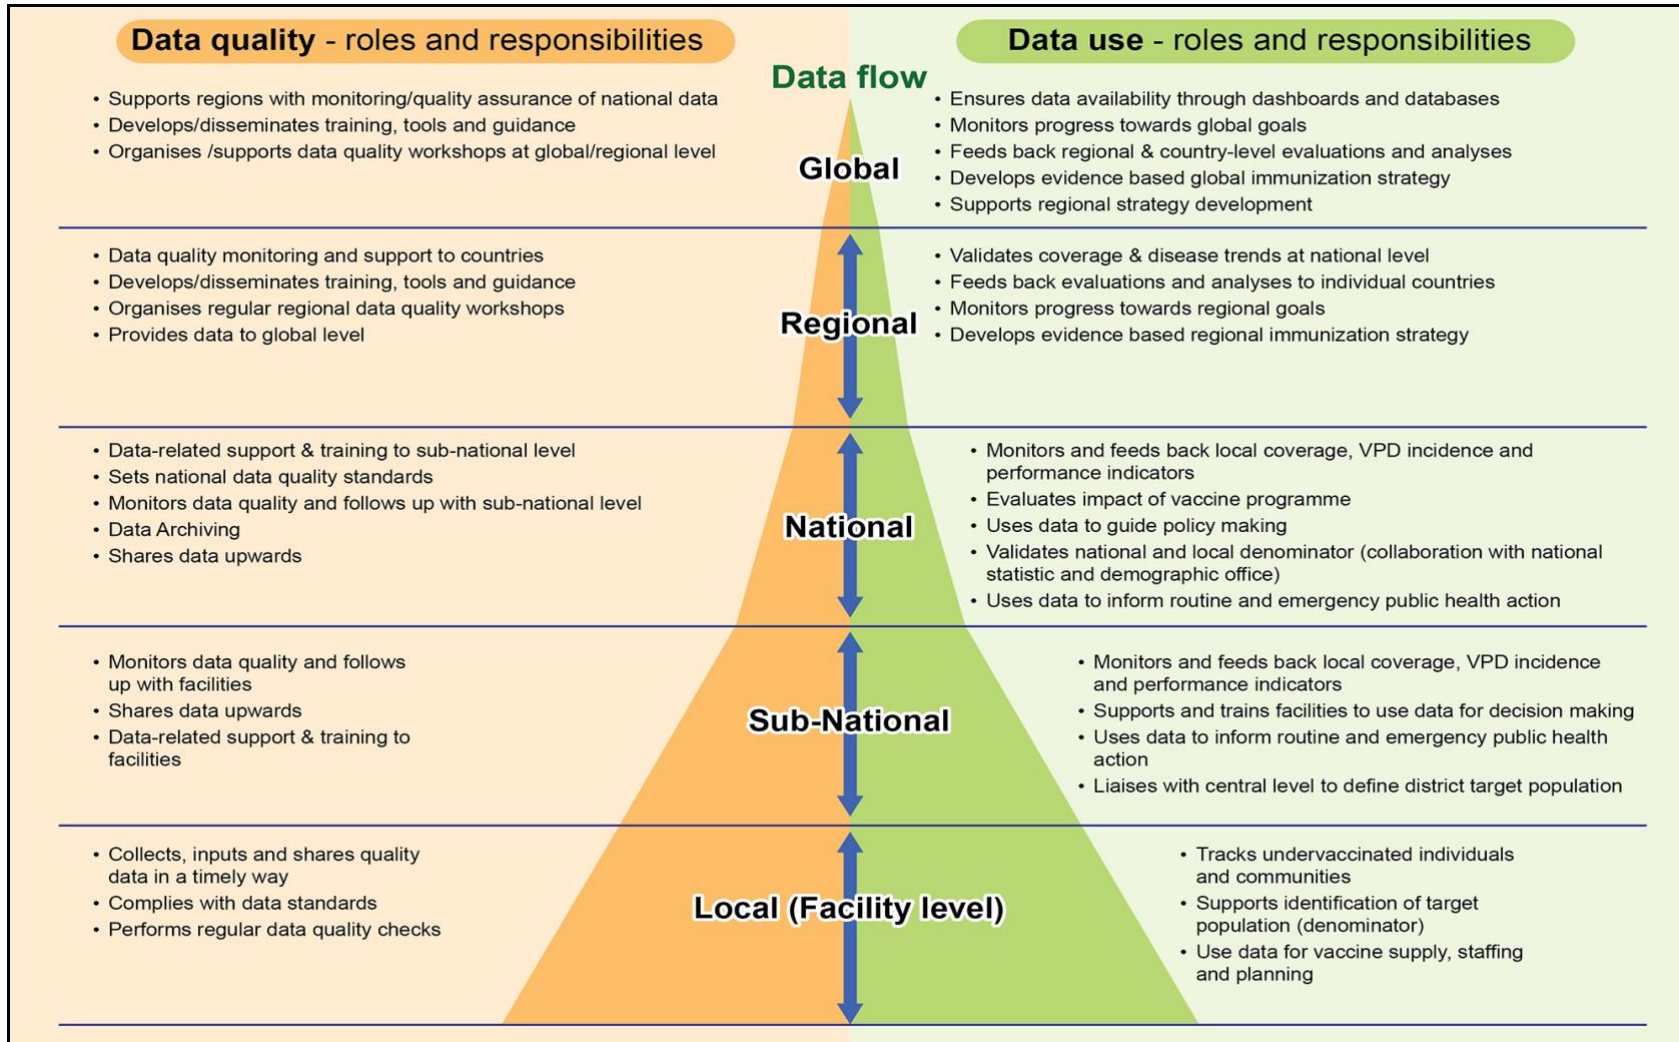 Data quality - roles and responsibilities
Data use - roles and responsibilities
Data flow
• Supports regions with monitoring/quality assurance of national data
• Develops/disseminates training, tools and guidance
• Organises /supports data quality workshops at global/regional level
Global
• Ensures data availability through dashboards and databases
• Monitors progress towards global goals
• Feeds back regional & country-level evaluations and analyses
• Develops evidence based global immunization strategy
• Supports regional strategy development
• Data quality monitoring and support to countries
• Develops/disseminates training, tools and guidance
• Organises regular regional data quality workshops
• Provides data to global level
Regional
• Validates coverage & disease trends at national level
• Feeds back evaluations and analyses to individual countries
• Monitors progress towards regional goals
• Develops evidence based regional immunization strategy
• Data-related support & training to sub-national level
• Sets national data quality standards
• Monitors data quality and follows up with sub-national level
• Data Archiving
• Shares data upwards
National
• Monitors and feeds back local coverage, VPD incidence and
performance indicators
• Evaluates impact of vaccine programme
• Uses data to guide policy making
• Validates national and local denominator (collaboration with national
statistic and demographic office)
• Uses data to inform routine and emergency public health action
• Monitors data quality and follows
up with facilities
• Shares data upwards
• Data-related support & training to
facilities
Sub-National
• Monitors and feeds back local coverage, VPD incidence
and performance indicators
• Supports and trains facilities to use data for decision making
• Uses data to inform routine and emergency public health
action
• Liaises with central level to define district target population
• Collects, inputs and shares quality
data in a timely way
• Complies with data standards
• Performs regular data quality checks
Local (Facility level)
• Tracks undervaccinated individuals
and communities
• Supports identification of target
population (denominator)
• Use data for vaccine supply, staffing
and planning